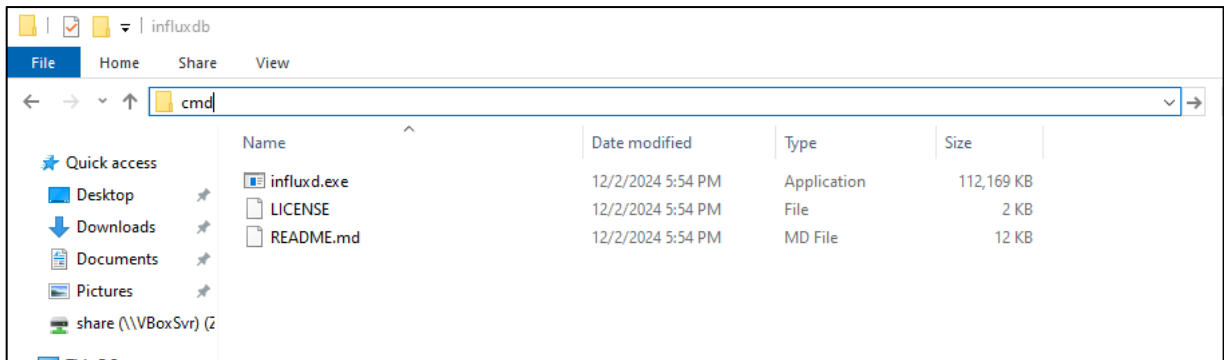 influxdb
File Home Share View
cmd
Name Date modified Type Size
Quick access
Desktop
Downloads
Documents
Pictures
share (\\VBoxSvr) (Z
influxd.exe 12/2/2024 5:54 PM Application 112,169 KB
LICENSE 12/2/2024 5:54 PM File 2 KB
README.md 12/2/2024 5:54 PM MD File 12 KB